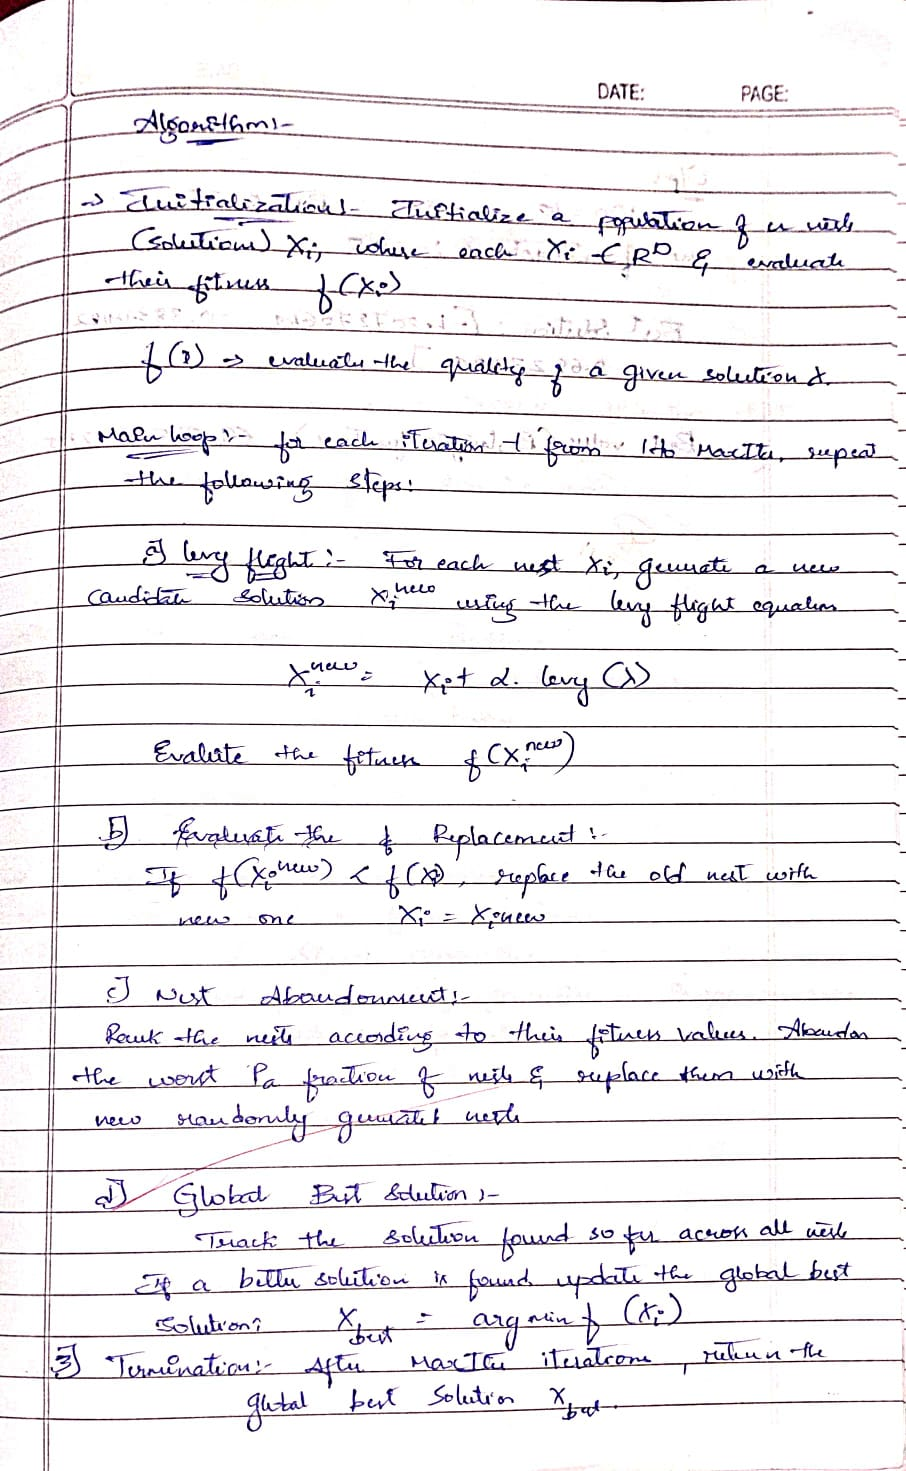 DATE: PAGE:
Algorithm:-
→ Initialization:- Initialize a population of n nests
(solutions) Xi, where each Xi ∈ R^D & evaluate
their fitness f(Xi)
f(x) → evaluates the quality of a given solution x.
Main loop:- for each iteration t from 1 to MaxIter, repeat
the following steps:
a] levy flight:- For each nest Xi, generate a new
candidate solution Xi^new using the levy flight equation
Xi^new = Xi + α. levy (λ)
Evaluate the fitness f(Xi^new)
b] Evaluate the & Replacement:-
If f(Xi^new) < f(Xi), replace the old nest with
new one Xi = Xi^new
c] Nest Abandonment:-
Rank the nests according to their fitness values. Abandon
the worst Pa fraction of nests & replace them with
new randomly generated nests
d] Global Best Solution:-
Track the solution found so far across all nests
If a better solution is found, update the global best
solution: X_best = arg min f (Xi)
3] Termination:- After MaxIter iterations, return the
global best solution X_best.